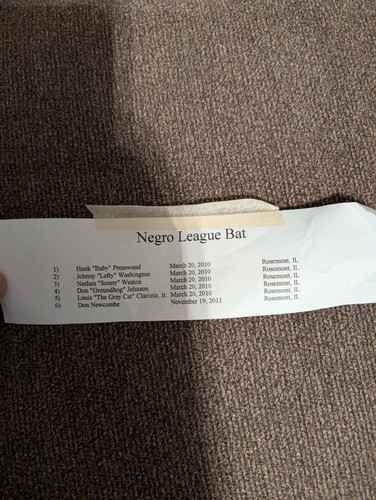 Negro League Bat
1) Hank "Baby" Presswood March 20, 2010 Rosemont, IL
2) Johnny "Lefty" Washington March 20, 2010 Rosemont, IL
3) Nathan "Sonny" Weston March 20, 2010 Rosemont, IL
4) Don "Groundhog" Johnson March 20, 2010 Rosemont, IL
5) Louis "The Grey Cat" Clarizio, Jr. March 20, 2010 Rosemont, IL
6) Don Newcombe November 19, 2011 Rosemont, IL